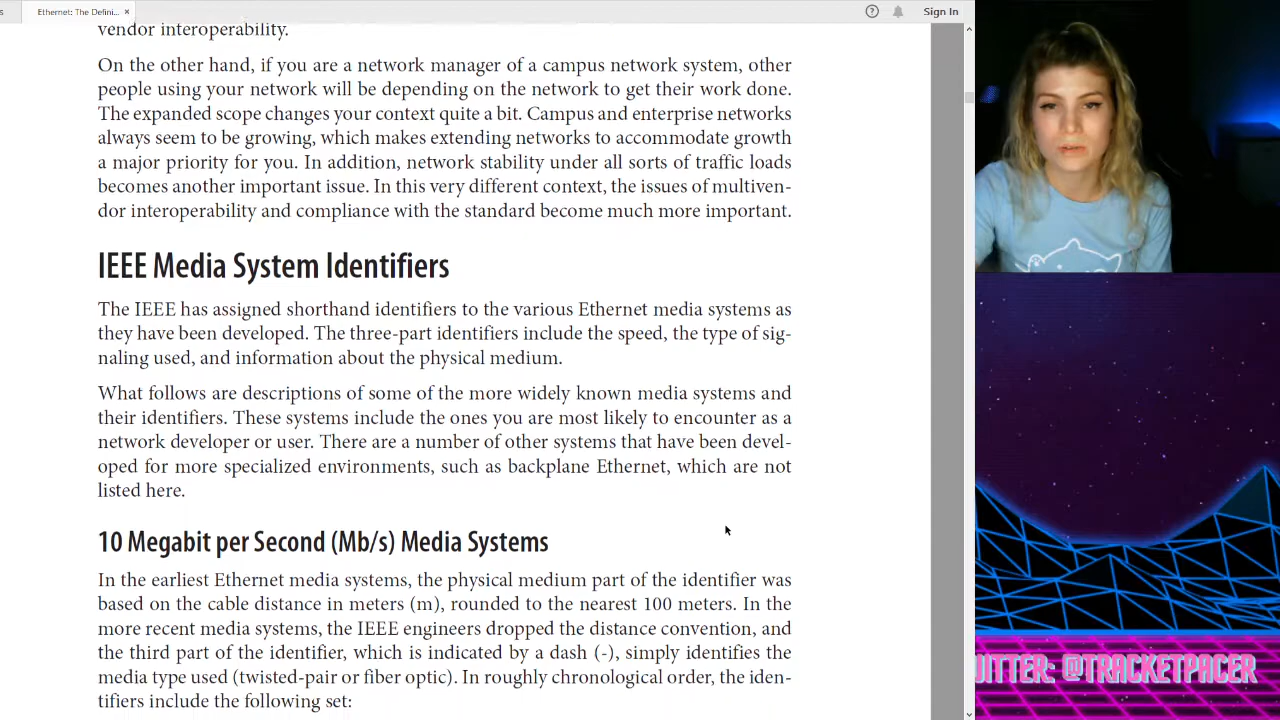 Ethernet: The Defini...
Sign In
vendor interoperability.
On the other hand, if you are a network manager of a campus network system, other
people using your network will be depending on the network to get their work done.
The expanded scope changes your context quite a bit. Campus and enterprise networks
always seem to be growing, which makes extending networks to accommodate growth
a major priority for you. In addition, network stability under all sorts of traffic loads
becomes another important issue. In this very different context, the issues of multiven-
dor interoperability and compliance with the standard become much more important.
IEEE Media System Identifiers
The IEEE has assigned shorthand identifiers to the various Ethernet media systems as
they have been developed. The three-part identifiers include the speed, the type of sig-
naling used, and information about the physical medium.
What follows are descriptions of some of the more widely known media systems and
their identifiers. These systems include the ones you are most likely to encounter as a
network developer or user. There are a number of other systems that have been devel-
oped for more specialized environments, such as backplane Ethernet, which are not
listed here.
10 Megabit per Second (Mb/s) Media Systems
In the earliest Ethernet media systems, the physical medium part of the identifier was
based on the cable distance in meters (m), rounded to the nearest 100 meters. In the
more recent media systems, the IEEE engineers dropped the distance convention, and
the third part of the identifier, which is indicated by a dash (-), simply identifies the
media type used (twisted-pair or fiber optic). In roughly chronological order, the iden-
tifiers include the following set:
ITTER: @TRACKETPACER